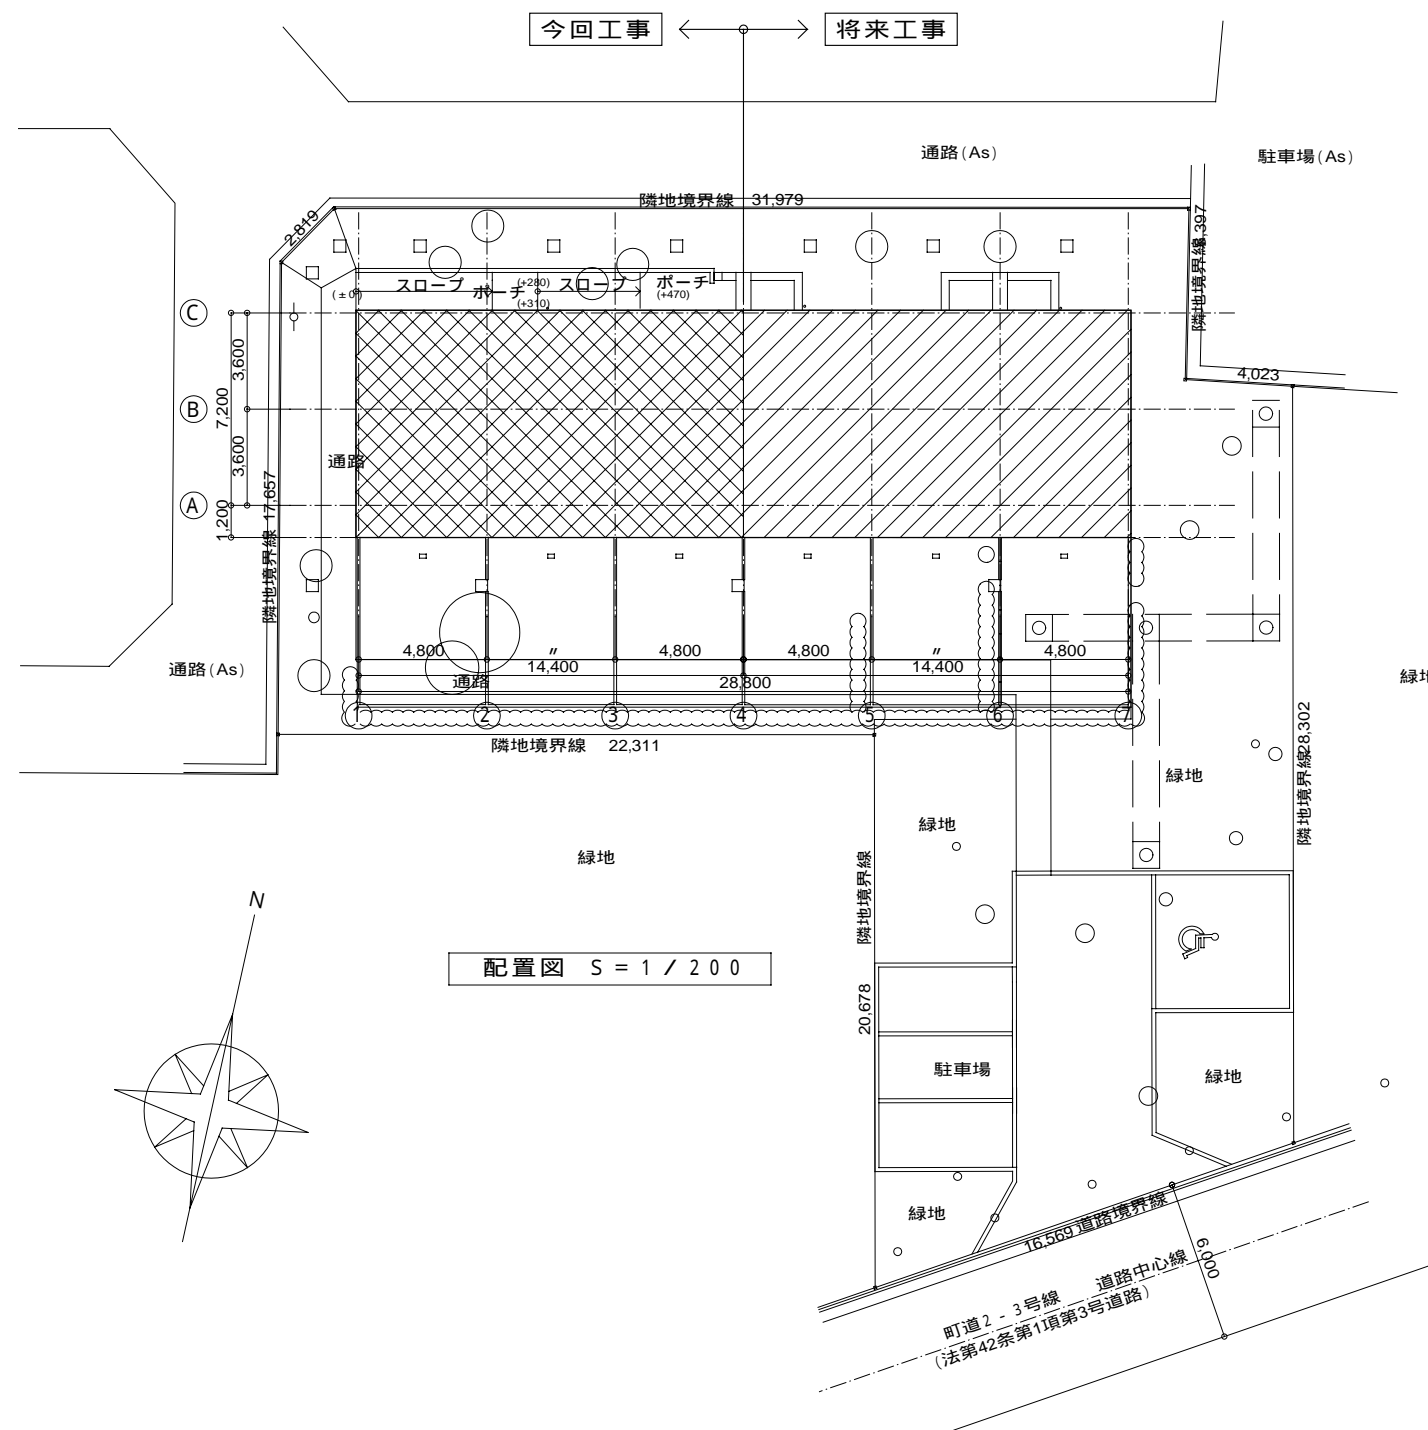 今回工事
将来工事
通路(As)
駐車場(As)
隣地境界線 31,979
2,819
隣地境界線
スロープ
ポーチ
(+280)
(+310)
スロープ
ポーチ
(+470)
(±0)
C
B
A
3,600
7,200
3,600
1,200
4,023
隣地境界線 17,657
通路
通路(As)
4,800
〃
4,800
4,800
〃
4,800
14,400
14,400
28,800
通路
1
2
3
4
5
6
7
隣地境界線 22,311
隣地境界線 28,302
緑地
緑地
緑地
緑地
隣地境界線 20,678
N
配置図 S=1/200
駐車場
緑地
緑地
16,569 道路境界線
6,000
町道2-3号線 道路中心線
(法第42条第1項第3号道路)